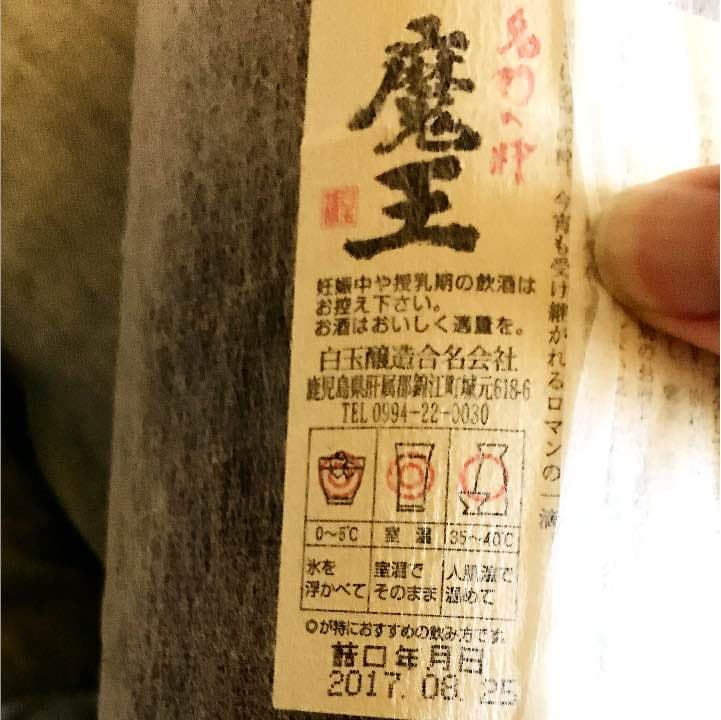 名門の粋
魔王
妊娠中や授乳期の飲酒は
お控え下さい。
お酒はおいしく適量を。
白玉醸造合名会社
鹿児島県肝属郡錦江町城元618-6
TEL 0994-22-0030
0~5℃ 室温 35~40℃
氷を 室温で 人肌温で
浮かべて そのまま 温めて
◎が特におすすめの飲み方です。
詰口年月日
2017.08.25
今宵も受け継がれるロマンの一滴